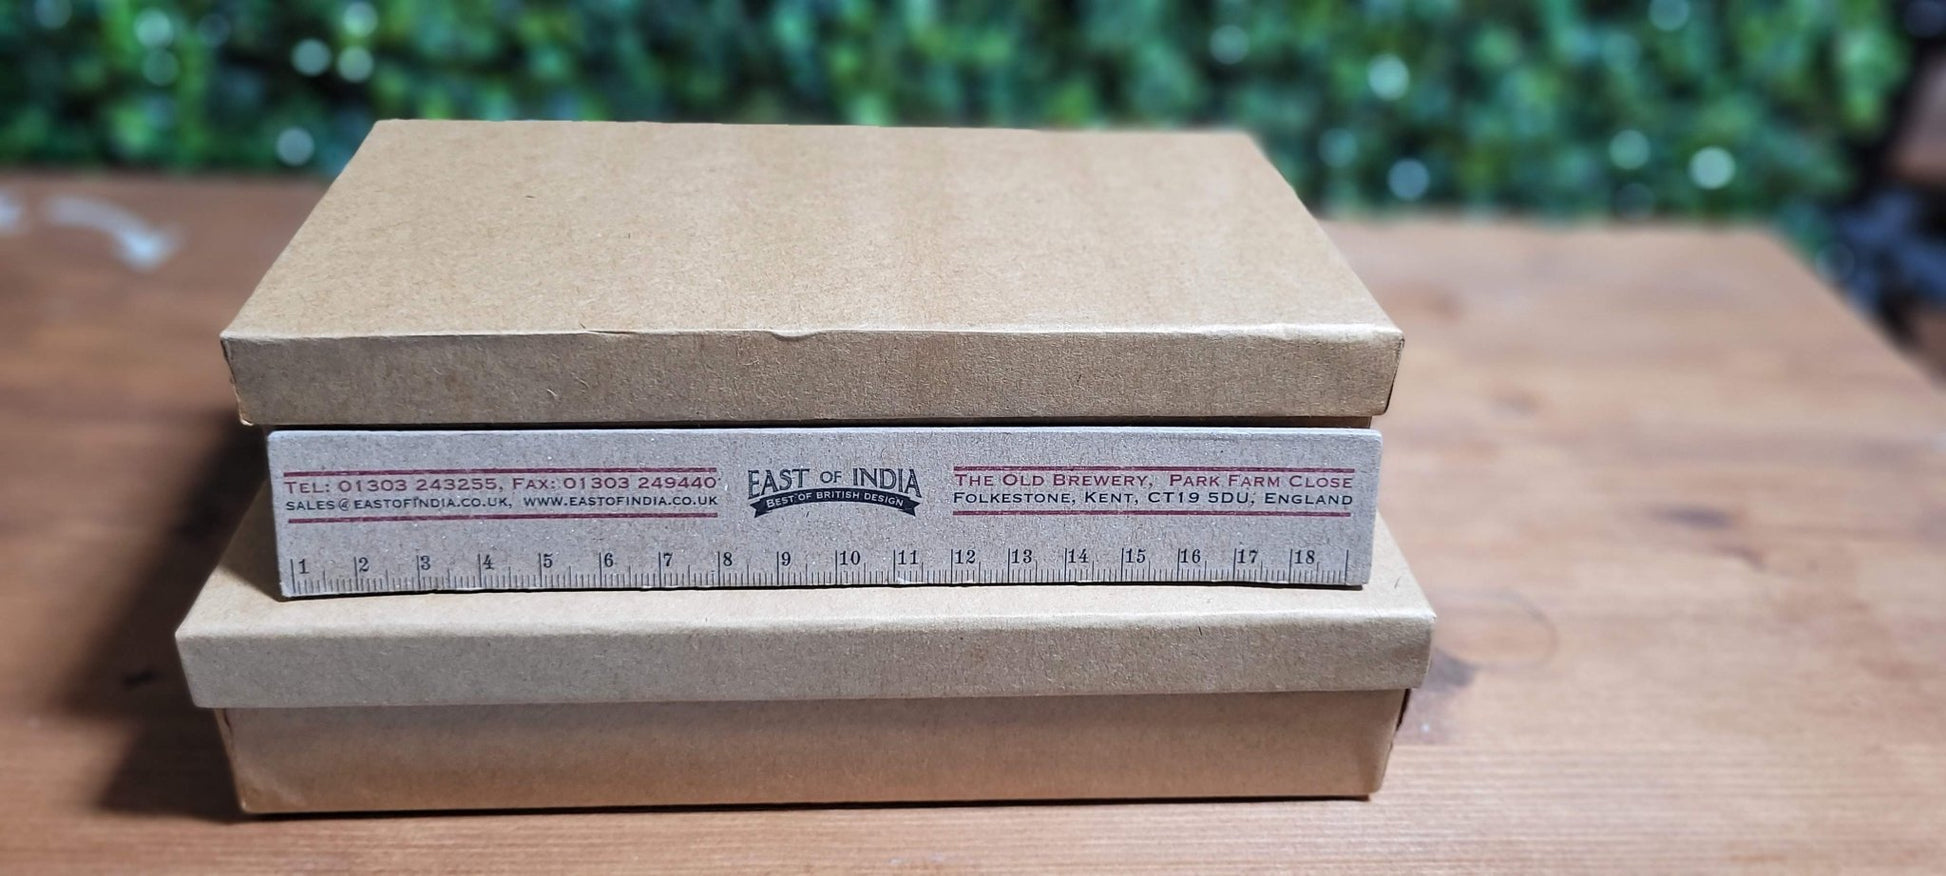 TEL: 01303 243255, FAX: 01303 249440
SALES@EASTOFINDIA.CO.UK, WWW.EASTOFINDIA.CO.UK
EAST OF INDIA
BEST OF BRITISH DESIGN
THE OLD BREWERY, PARK FARM CLOSE
FOLKESTONE, KENT, CT19 5DU, ENGLAND
1 2 3 4 5 6 7 8 9 10 11 12 13 14 15 16 17 18